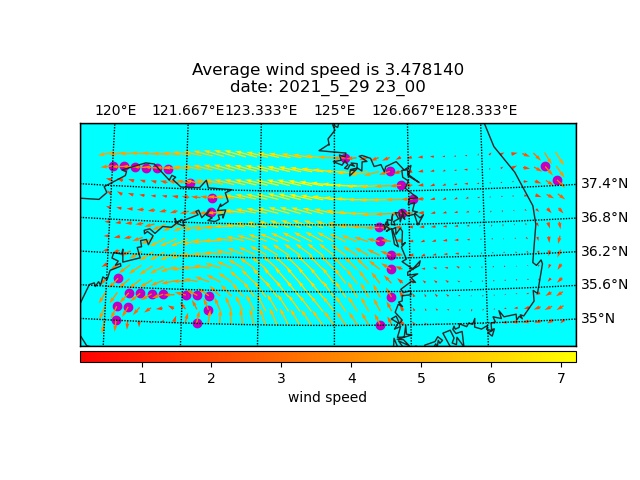 Average wind speed is 3.478140
date: 2021_5_29 23_00
120°E 121.667°E 123.333°E 125°E 126.667°E 128.333°E
37.4°N
36.8°N
36.2°N
35.6°N
35°N
1 2 3 4 5 6 7
wind speed